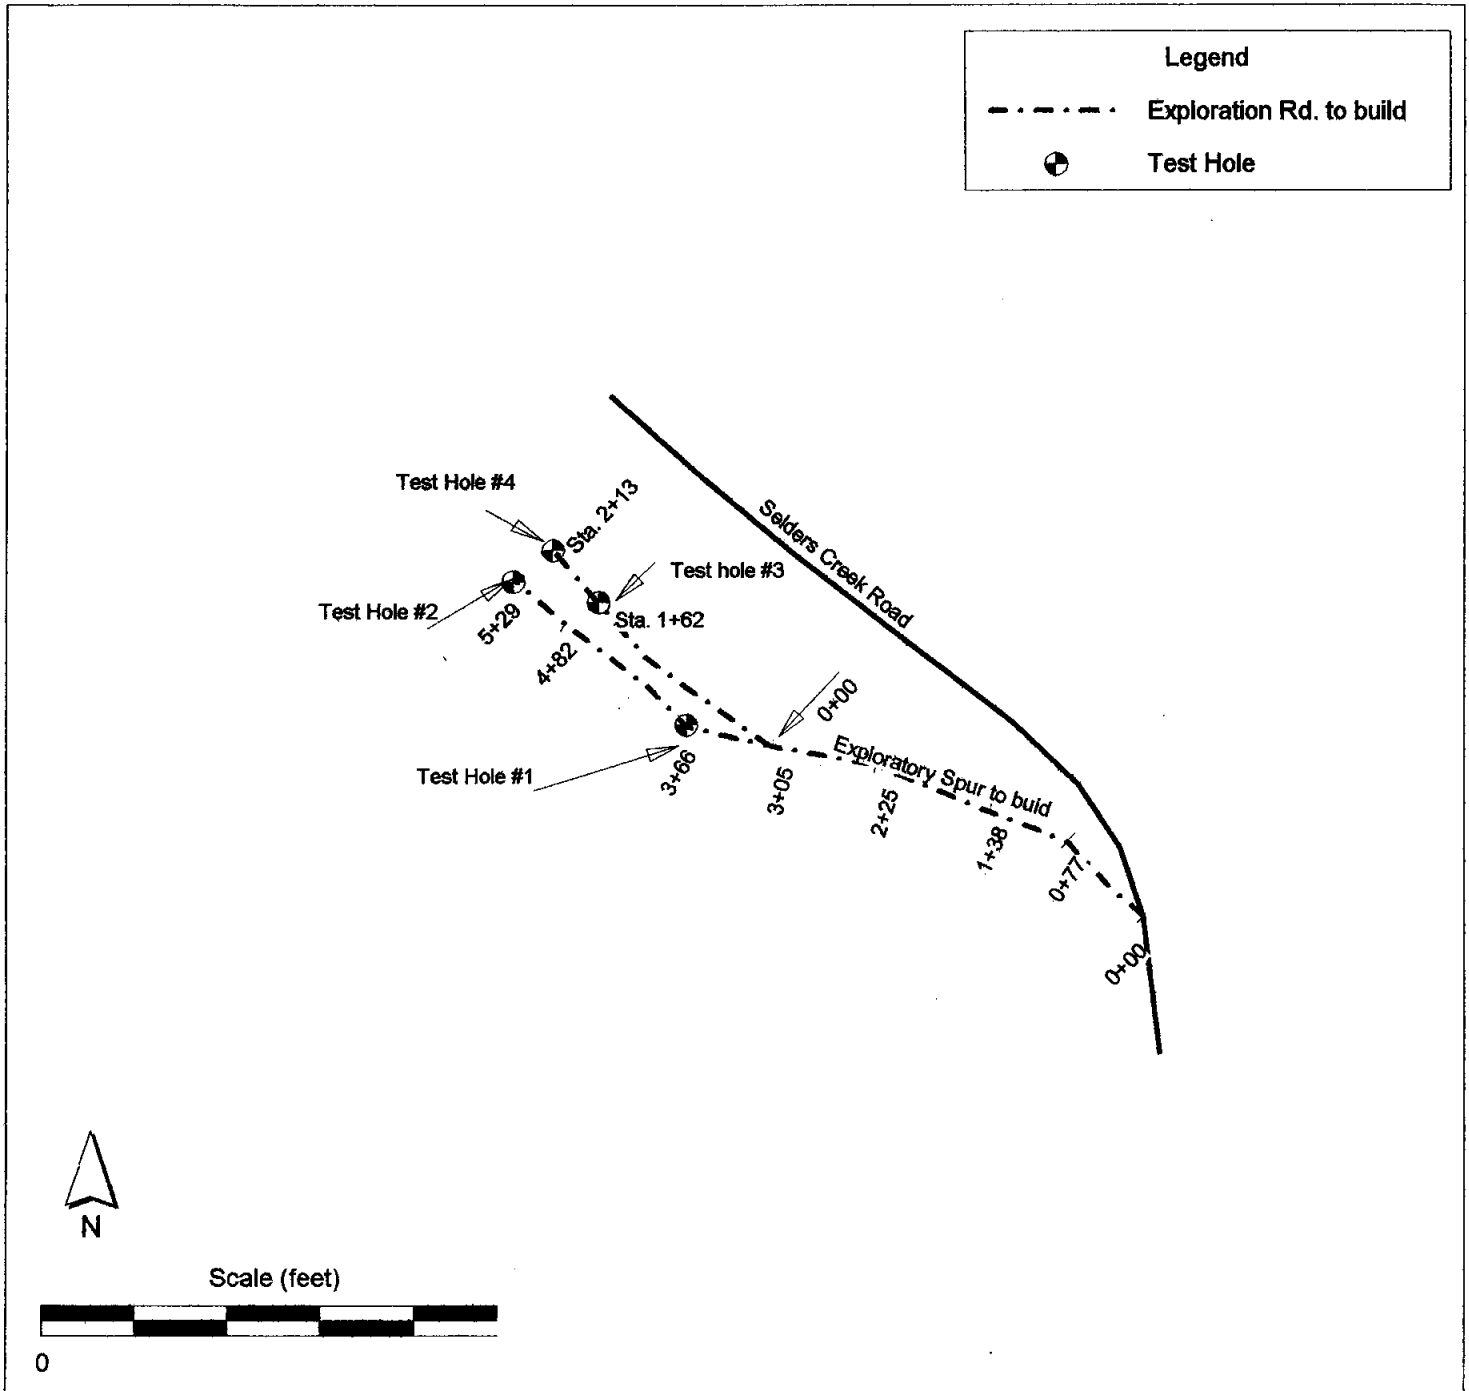 Legend
Exploration Rd. to build
Test Hole
Test Hole #4
Sta. 2+13
Selders Creek Road
Test hole #3
Test Hole #2
Sta. 1+62
5+29
4+82
0+00
Exploratory Spur to buid
Test Hole #1
3+66
3+05
2+25
1+38
0+77
0+00
N
Scale (feet)
0